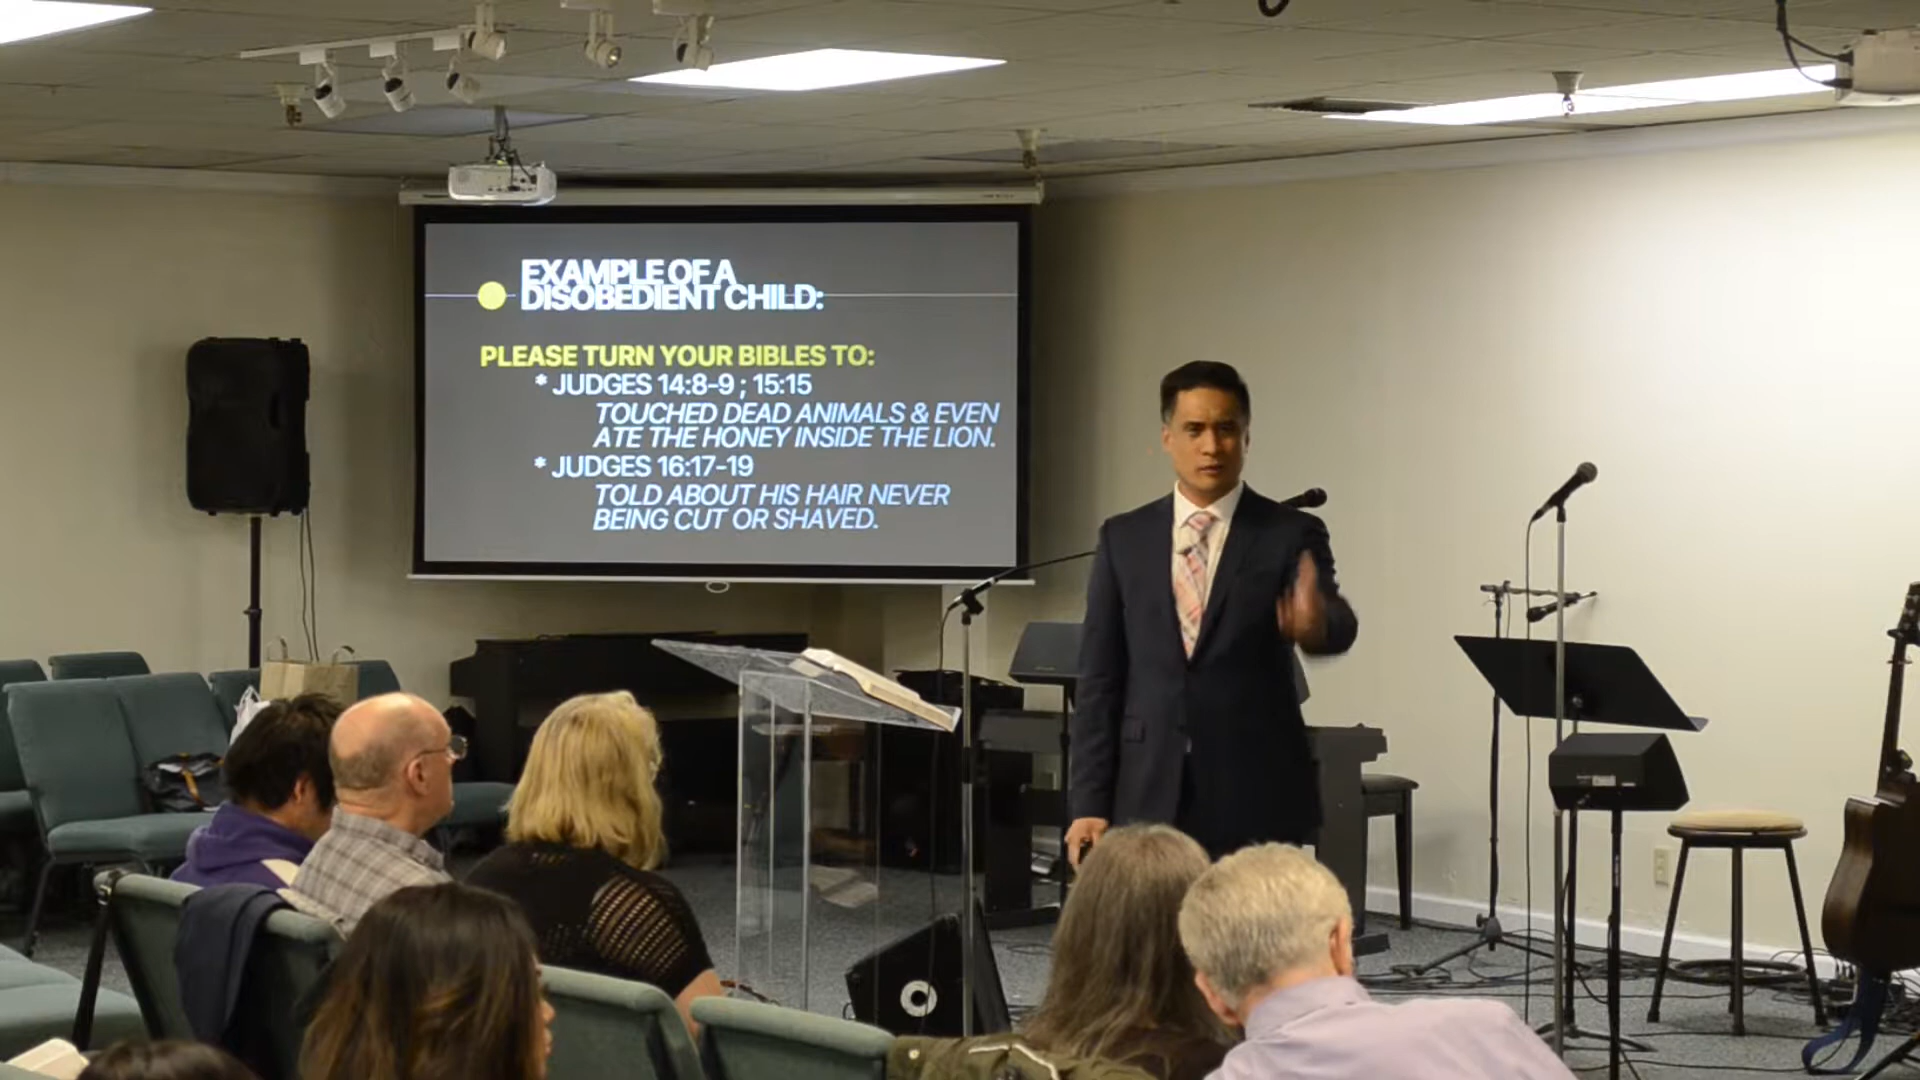 EXAMPLE OF A
DISOBEDIENT CHILD:
PLEASE TURN YOUR BIBLES TO:
* JUDGES 14:8-9 ; 15:15
TOUCHED DEAD ANIMALS & EVEN
ATE THE HONEY INSIDE THE LION.
* JUDGES 16:17-19
TOLD ABOUT HIS HAIR NEVER
BEING CUT OR SHAVED.